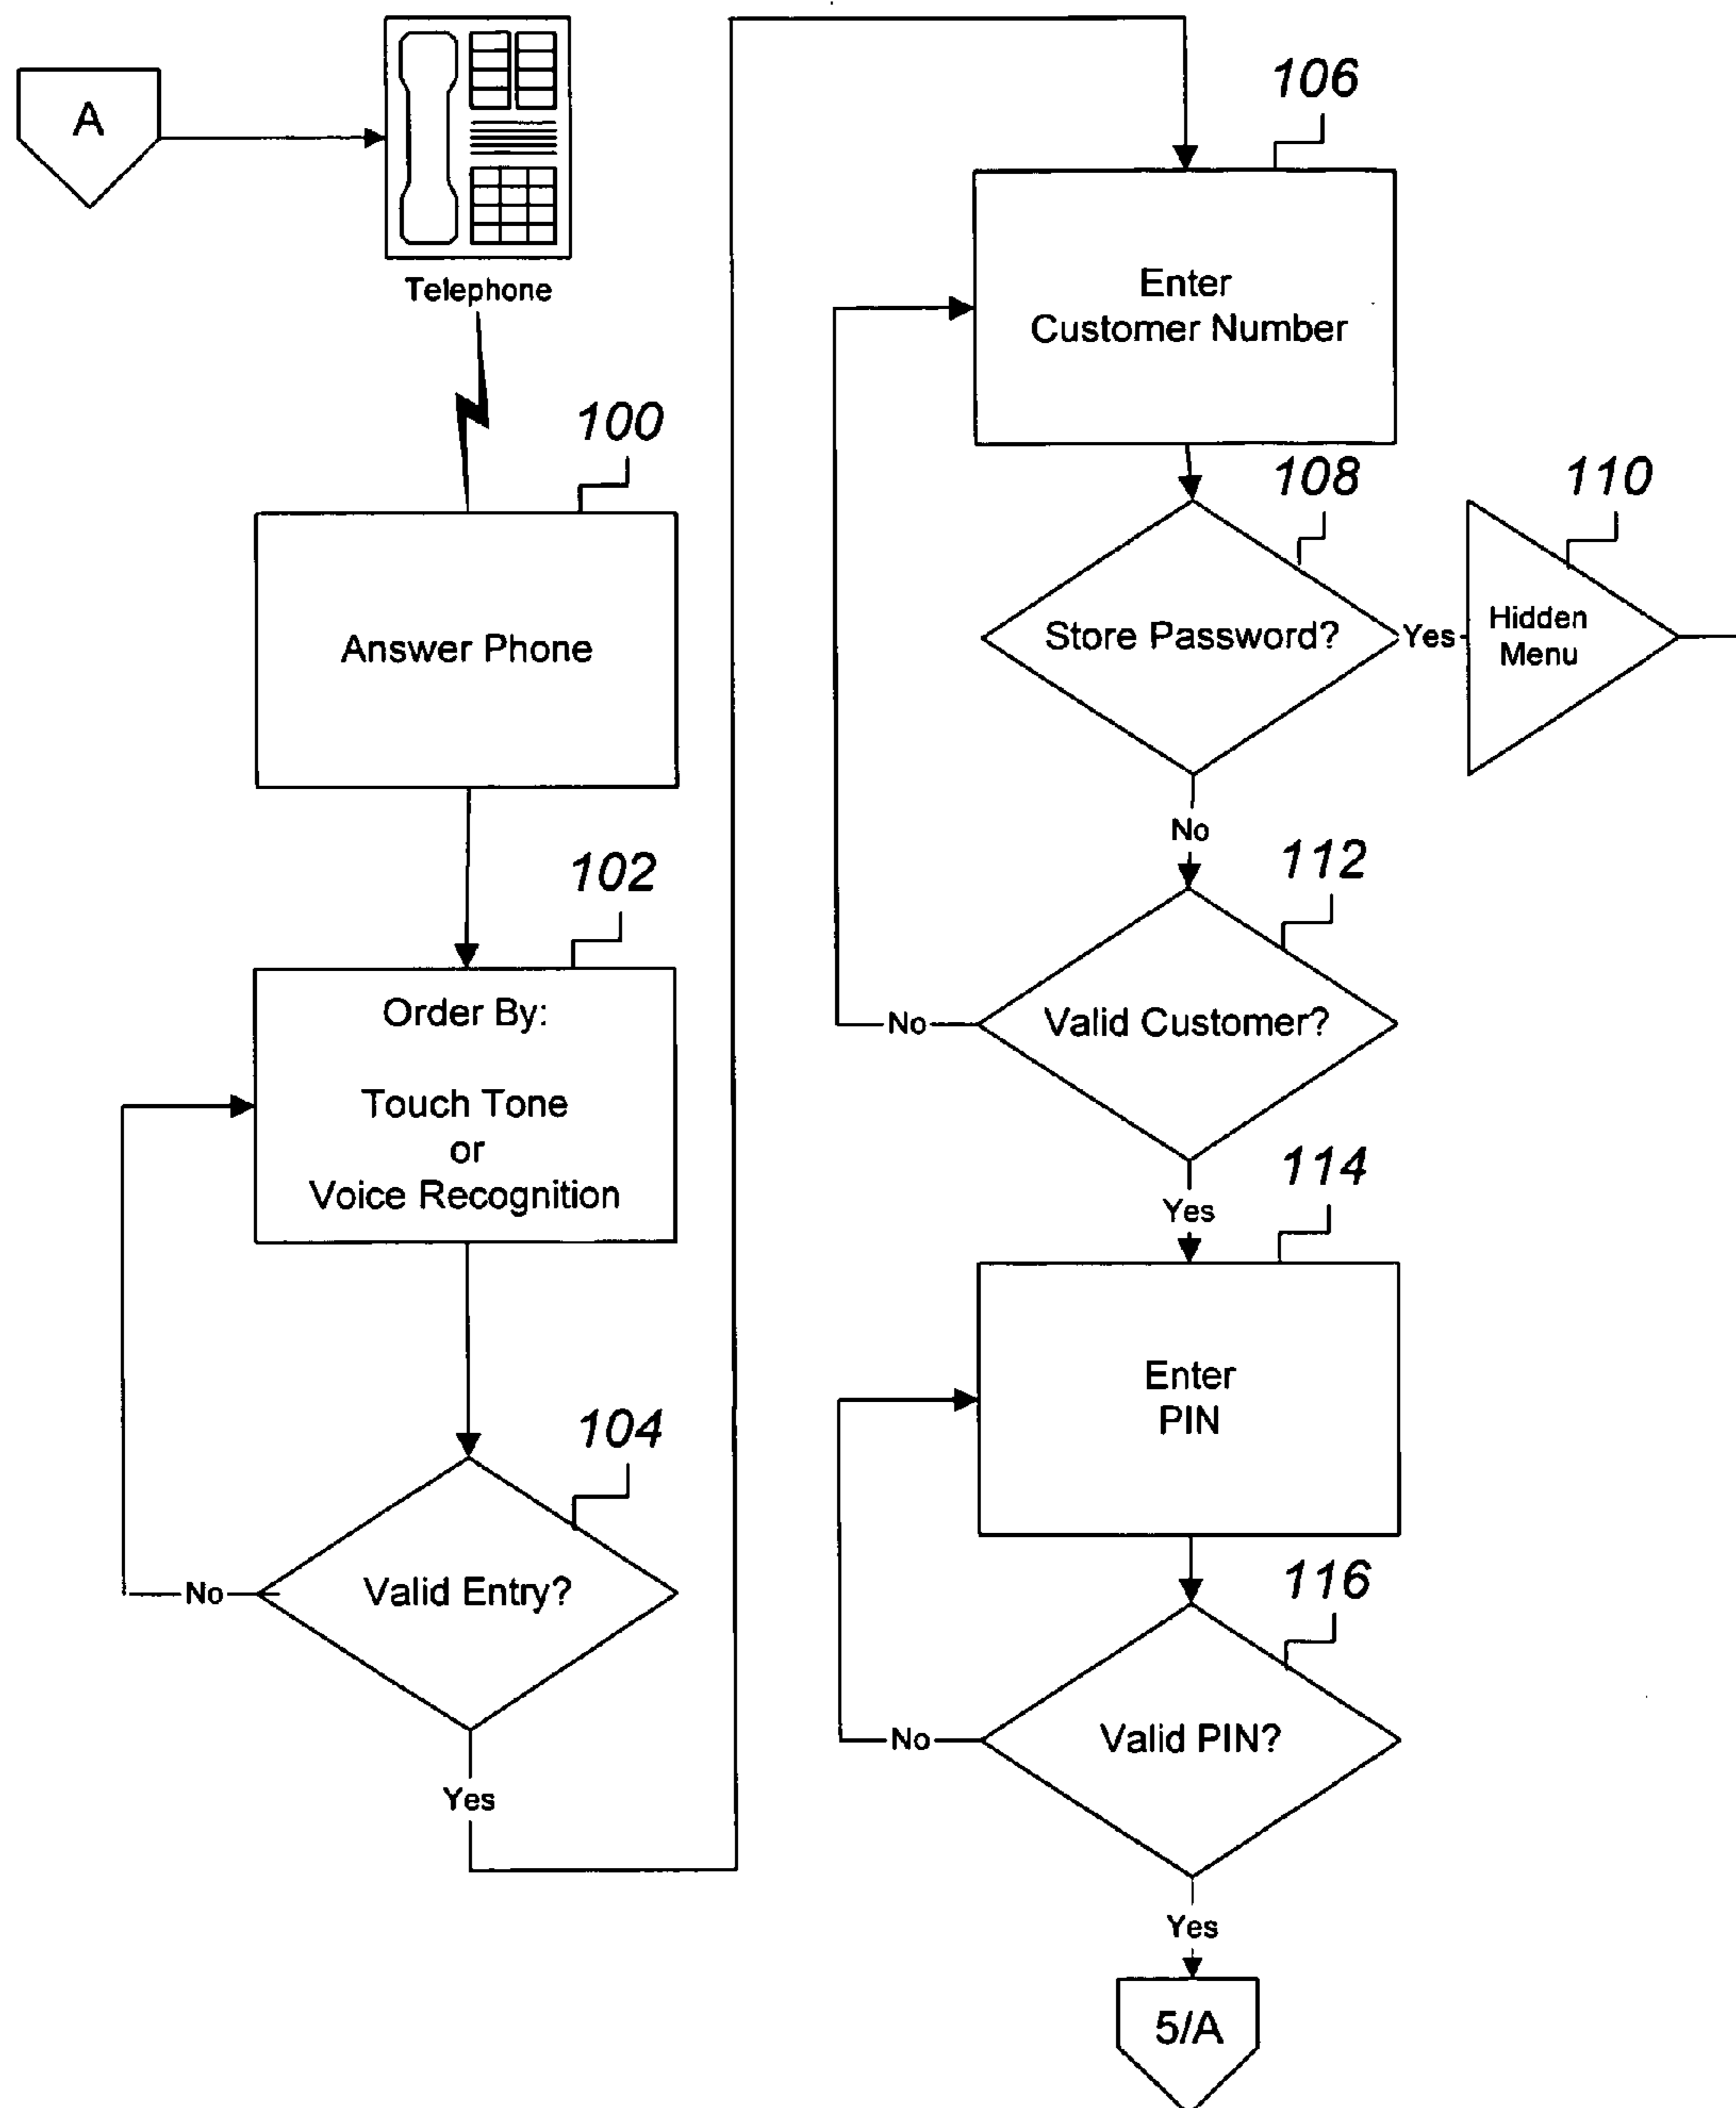 A
Telephone
100
Answer Phone
102
Order By:
Touch Tone
or
Voice Recognition
104
Valid Entry?
No
Yes
106
Enter
Customer Number
108
Store Password?
Yes
110
Hidden
Menu
No
112
Valid Customer?
No
Yes
114
Enter
PIN
116
Valid PIN?
No
Yes
5/A